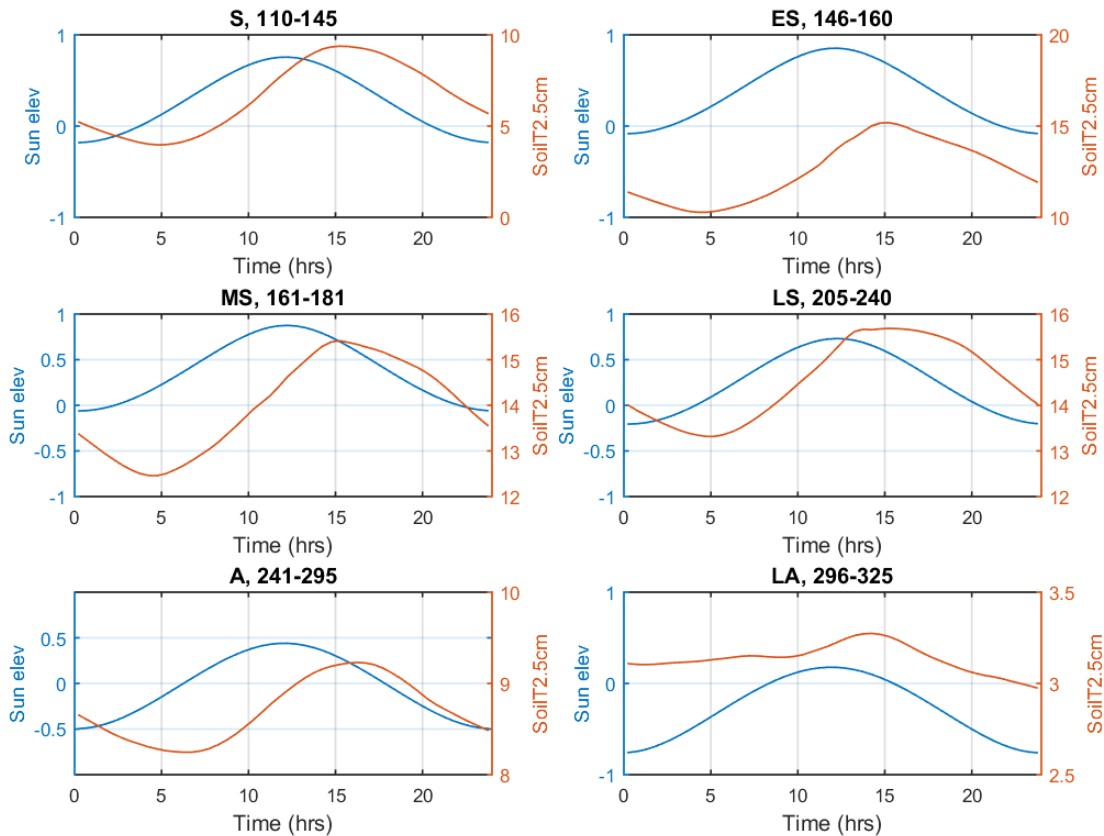 S, 110-145
1
0
-1
Sun elev
10
5
0
SoilT2.5cm
0 5 10 15 20
Time (hrs)
ES, 146-160
1
0
-1
Sun elev
20
15
10
SoilT2.5cm
0 5 10 15 20
Time (hrs)
MS, 161-181
1
0.5
0
-0.5
-1
Sun elev
16
15
14
13
12
SoilT2.5cm
0 5 10 15 20
Time (hrs)
LS, 205-240
1
0.5
0
-0.5
-1
Sun elev
16
15
14
13
12
SoilT2.5cm
0 5 10 15 20
Time (hrs)
A, 241-295
0.5
0
-0.5
Sun elev
10
9
8
SoilT2.5cm
0 5 10 15 20
Time (hrs)
LA, 296-325
1
0
-1
Sun elev
3.5
3
2.5
SoilT2.5cm
0 5 10 15 20
Time (hrs)